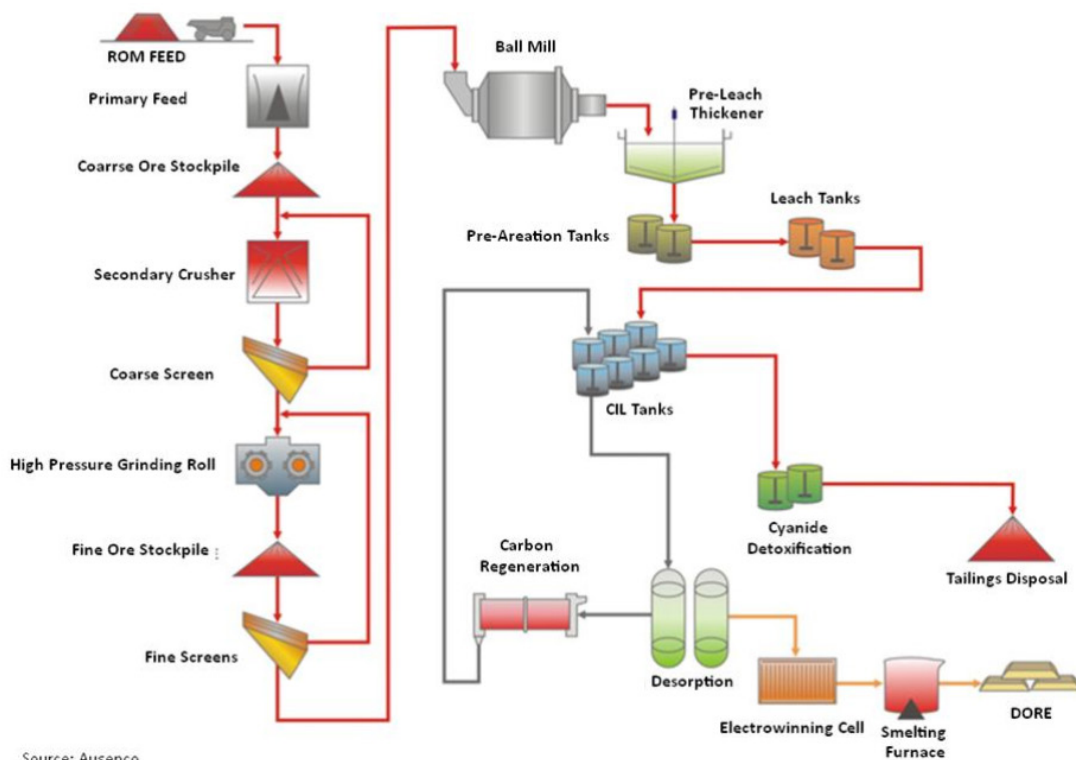 ROM FEED
Primary Feed
Coarrse Ore Stockpile
Secondary Crusher
Coarse Screen
High Pressure Grinding Roll
Fine Ore Stockpile :
Fine Screens
Ball Mill
Pre-Leach
Thickener
Pre-Areation Tanks
Leach Tanks
CIL Tanks
Cyanide
Detoxification
Tailings Disposal
Carbon
Regeneration
Desorption
Electrowinning Cell
Smelting
Furnace
DORE
Source: Ausenco